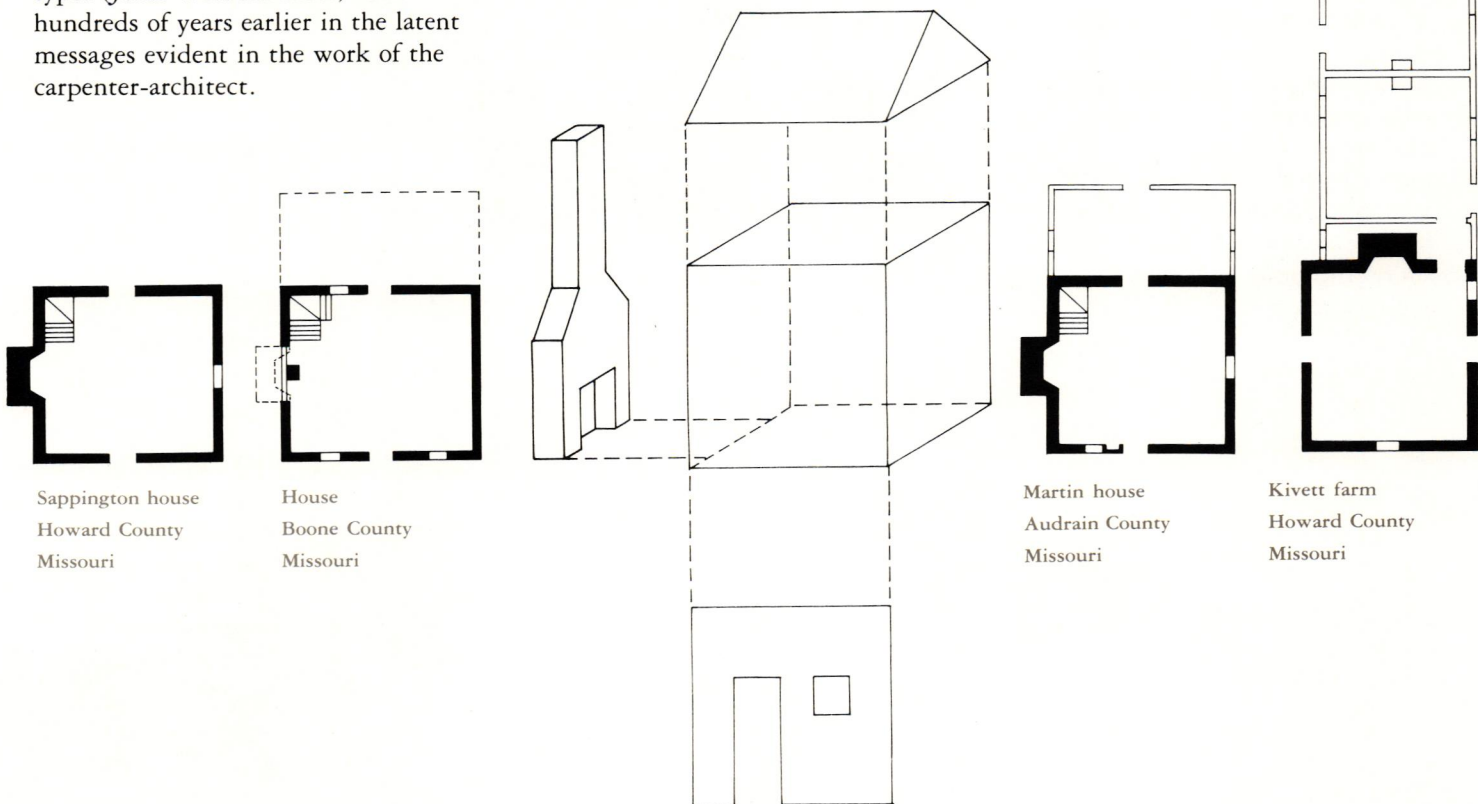 hundreds of years earlier in the latent
messages evident in the work of the
carpenter-architect.
Sappington house
Howard County
Missouri
House
Boone County
Missouri
Martin house
Audrain County
Missouri
Kivett farm
Howard County
Missouri